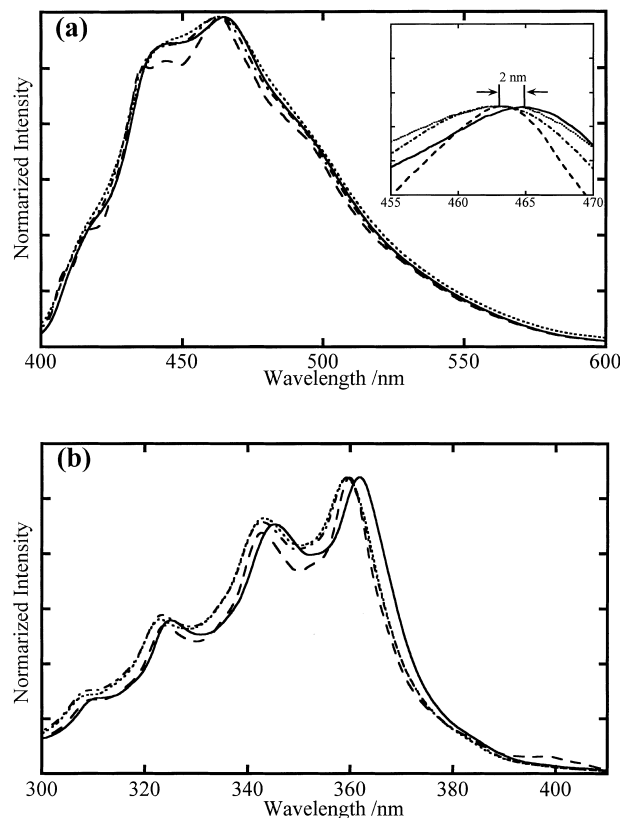 (a)
Normarized Intensity
2 nm
455 460 465 470
400 450 500 550 600
Wavelength /nm
(b)
Normarized Intensity
300 320 340 360 380 400
Wavelength /nm